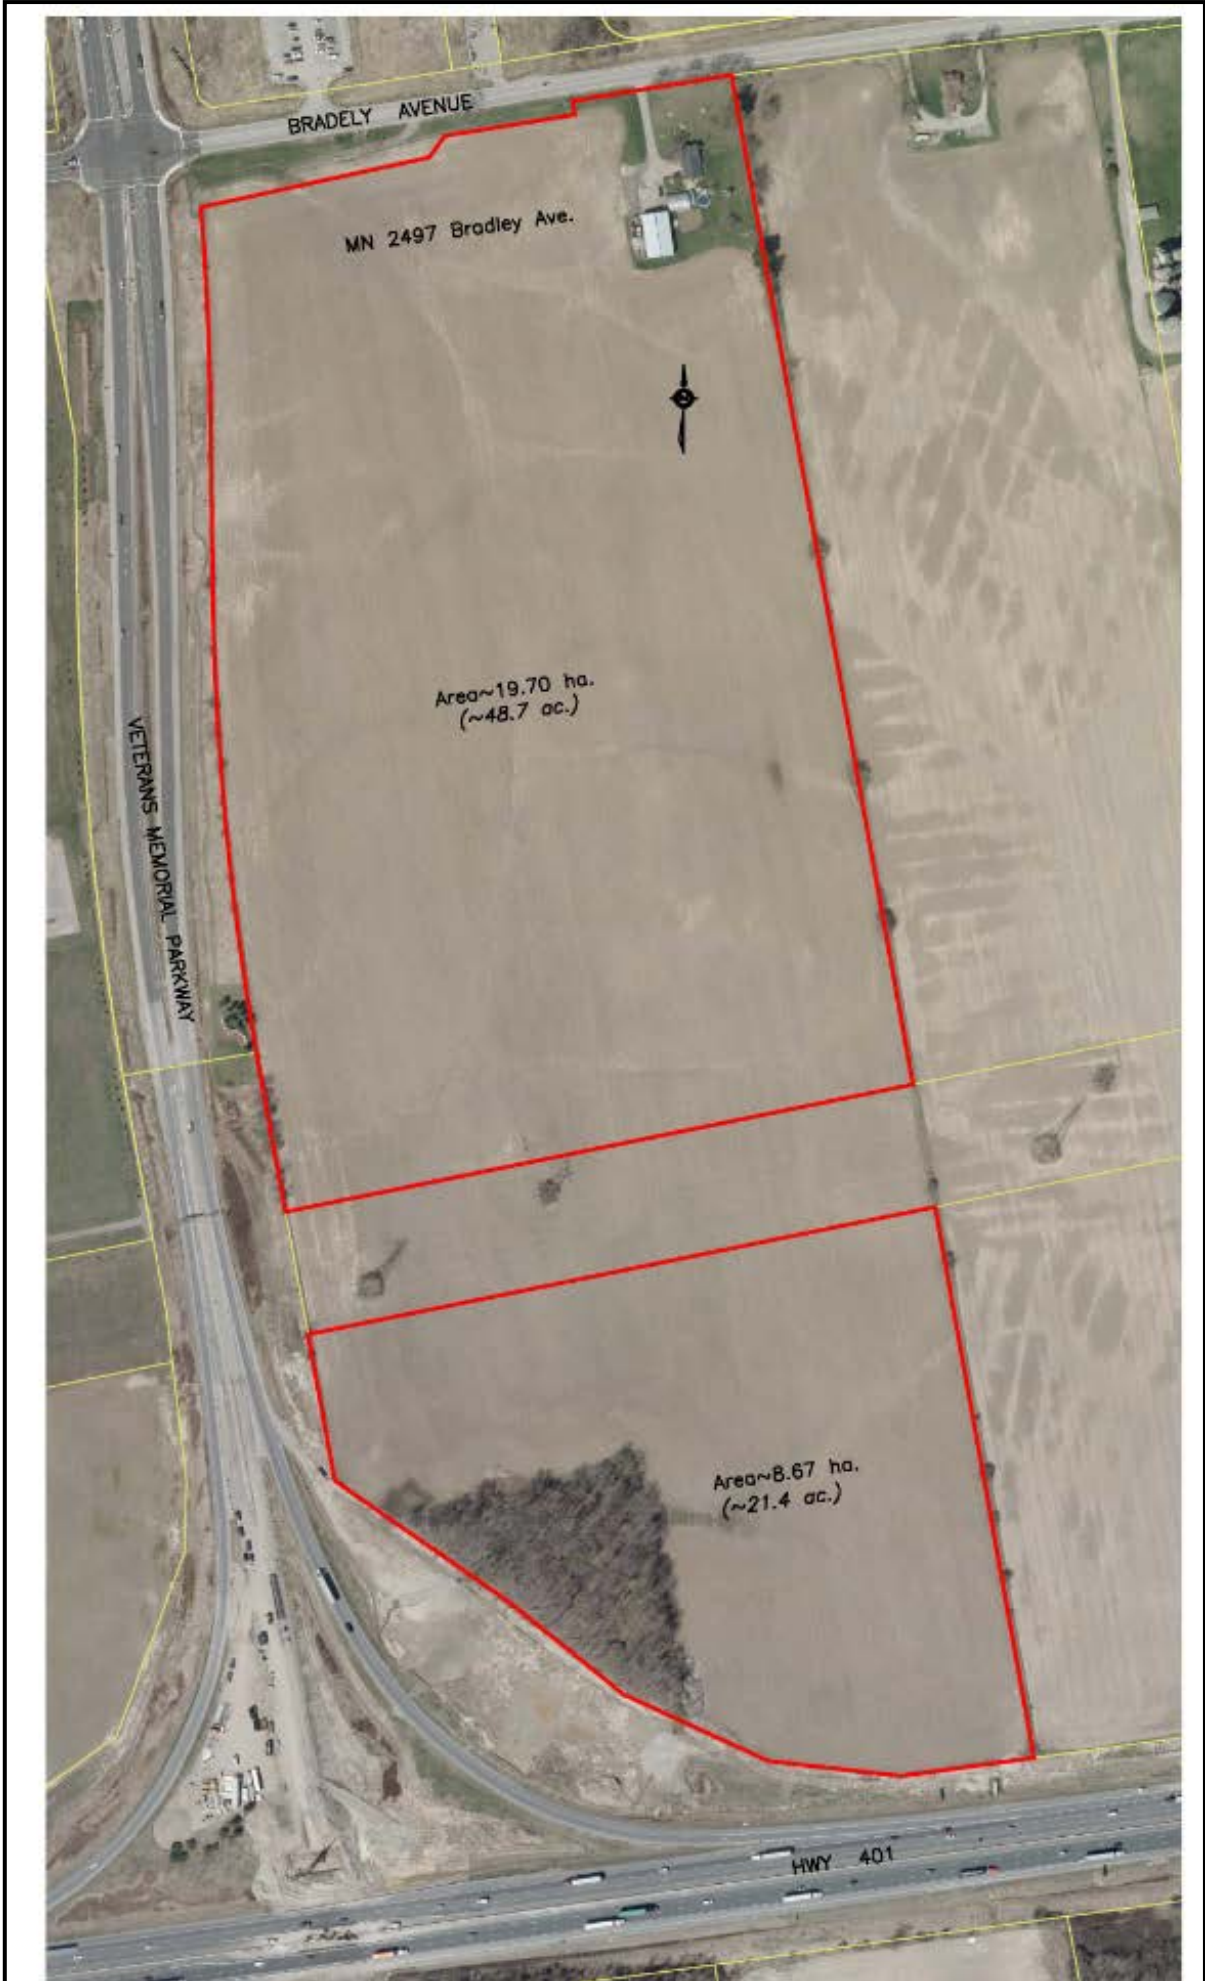 BRADELY AVENUE
MN 2497 Bradley Ave.
Area~19.70 ha.
(~48.7 ac.)
VETERANS MEMORIAL PARKWAY
Area~8.67 ha.
(~21.4 ac.)
HWY 401